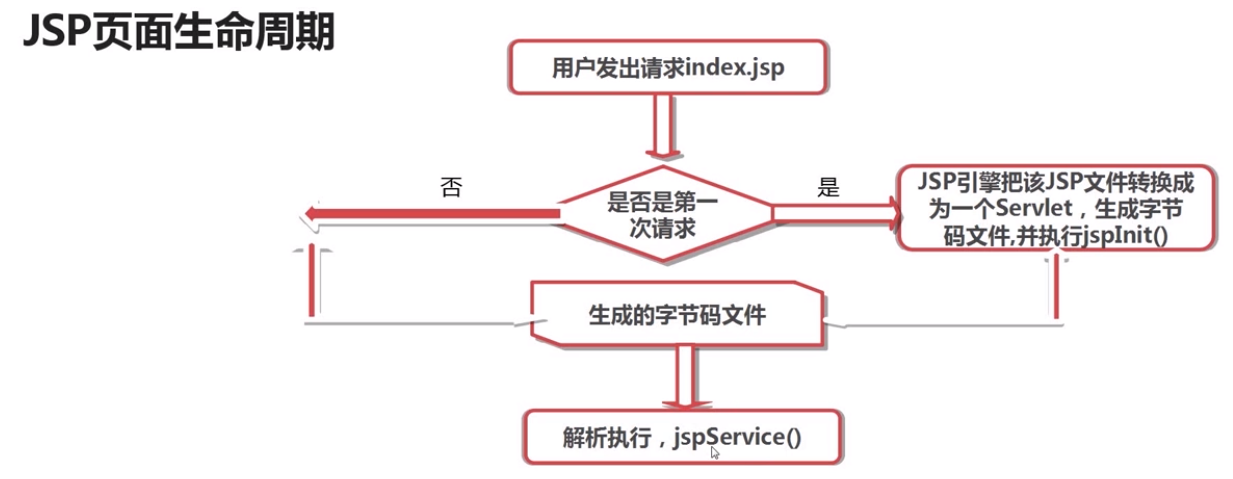 JSP页面生命周期
用户发出请求index.jsp
否
是否是第一
次请求
是
JSP引擎把该JSP文件转换成
为一个Servlet，生成字节
码文件,并执行jspInit()
生成的字节码文件
解析执行，jspService()